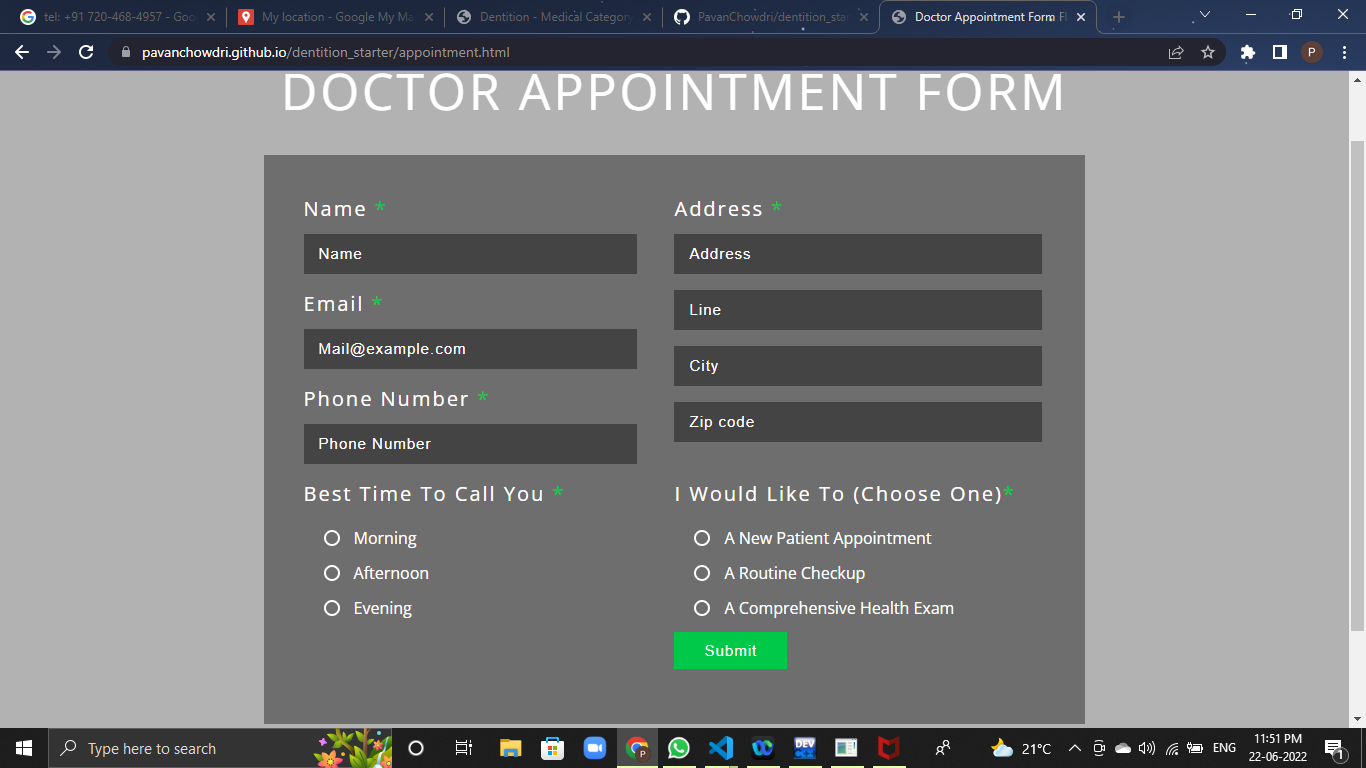 tel: +91 720-468-4957 - Goo
My location - Google My Ma
Dentition - Medical Category
PavanChowdri/dentition_sta
Doctor Appointment Form Fl
pavanchowdri.github.io/dentition_starter/appointment.html
P
DOCTOR APPOINTMENT FORM
Name *
Name
Email *
Mail@example.com
Phone Number *
Phone Number
Best Time To Call You *
Morning
Afternoon
Evening
Address *
Address
Line
City
Zip code
I Would Like To (Choose One)*
A New Patient Appointment
A Routine Checkup
A Comprehensive Health Exam
Submit
Type here to search
P
DEV
21°C
ENG
11:51 PM
22-06-2022
1